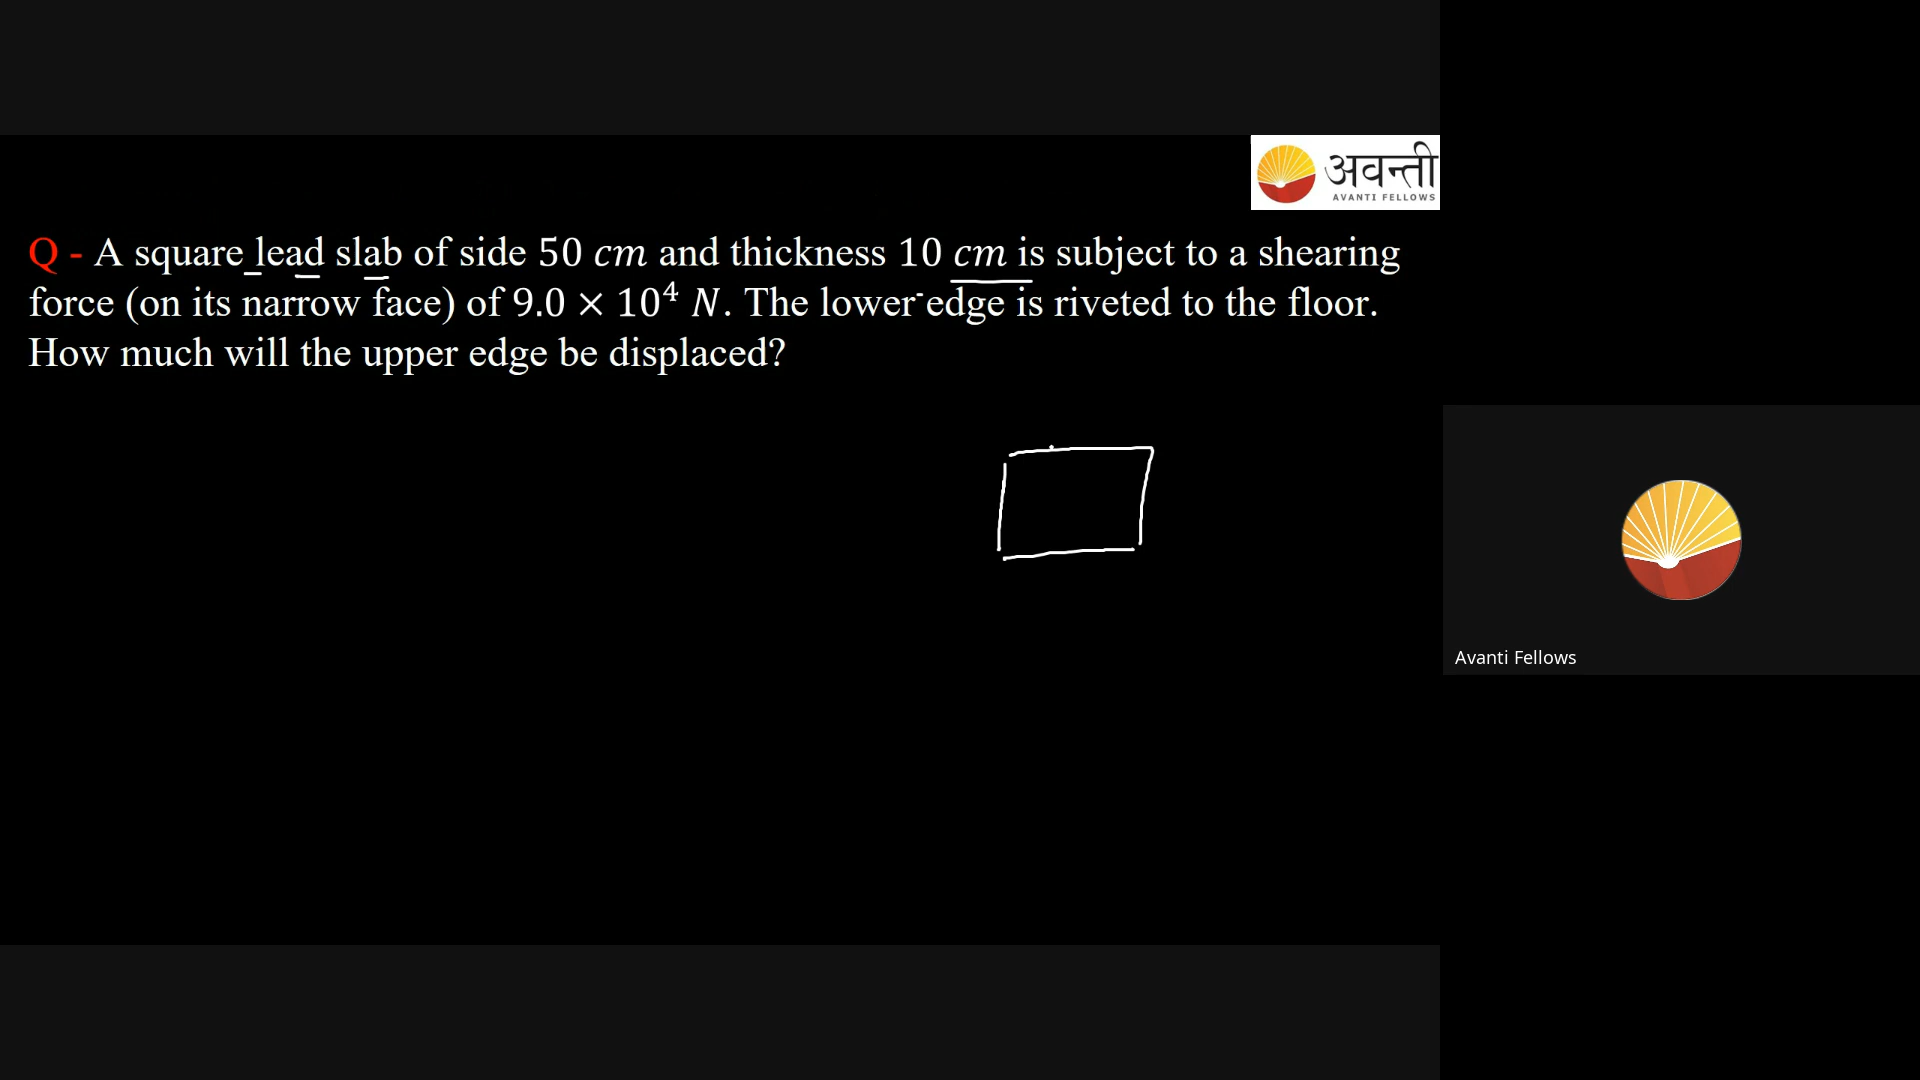 अवन्ती
AVANTI FELLOWS
Q - A square lead slab of side 50 cm and thickness 10 cm is subject to a shearing
force (on its narrow face) of 9.0 × 10⁴ N. The lower edge is riveted to the floor.
How much will the upper edge be displaced?
Avanti Fellows